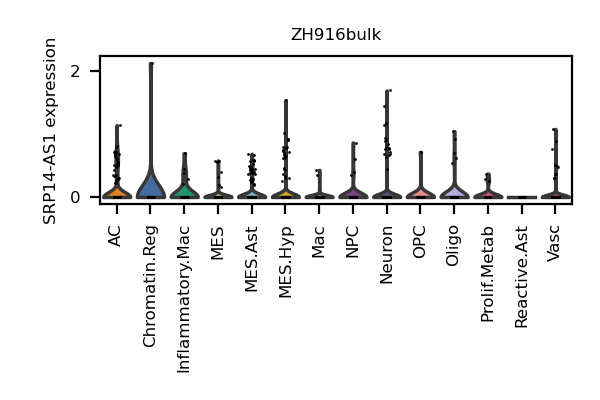 ZH916bulk
SRP14-AS1 expression
2
0
AC
Chromatin.Reg
Inflammatory.Mac
MES
MES.Ast
MES.Hyp
Mac
NPC
Neuron
OPC
Oligo
Prolif.Metab
Reactive.Ast
Vasc